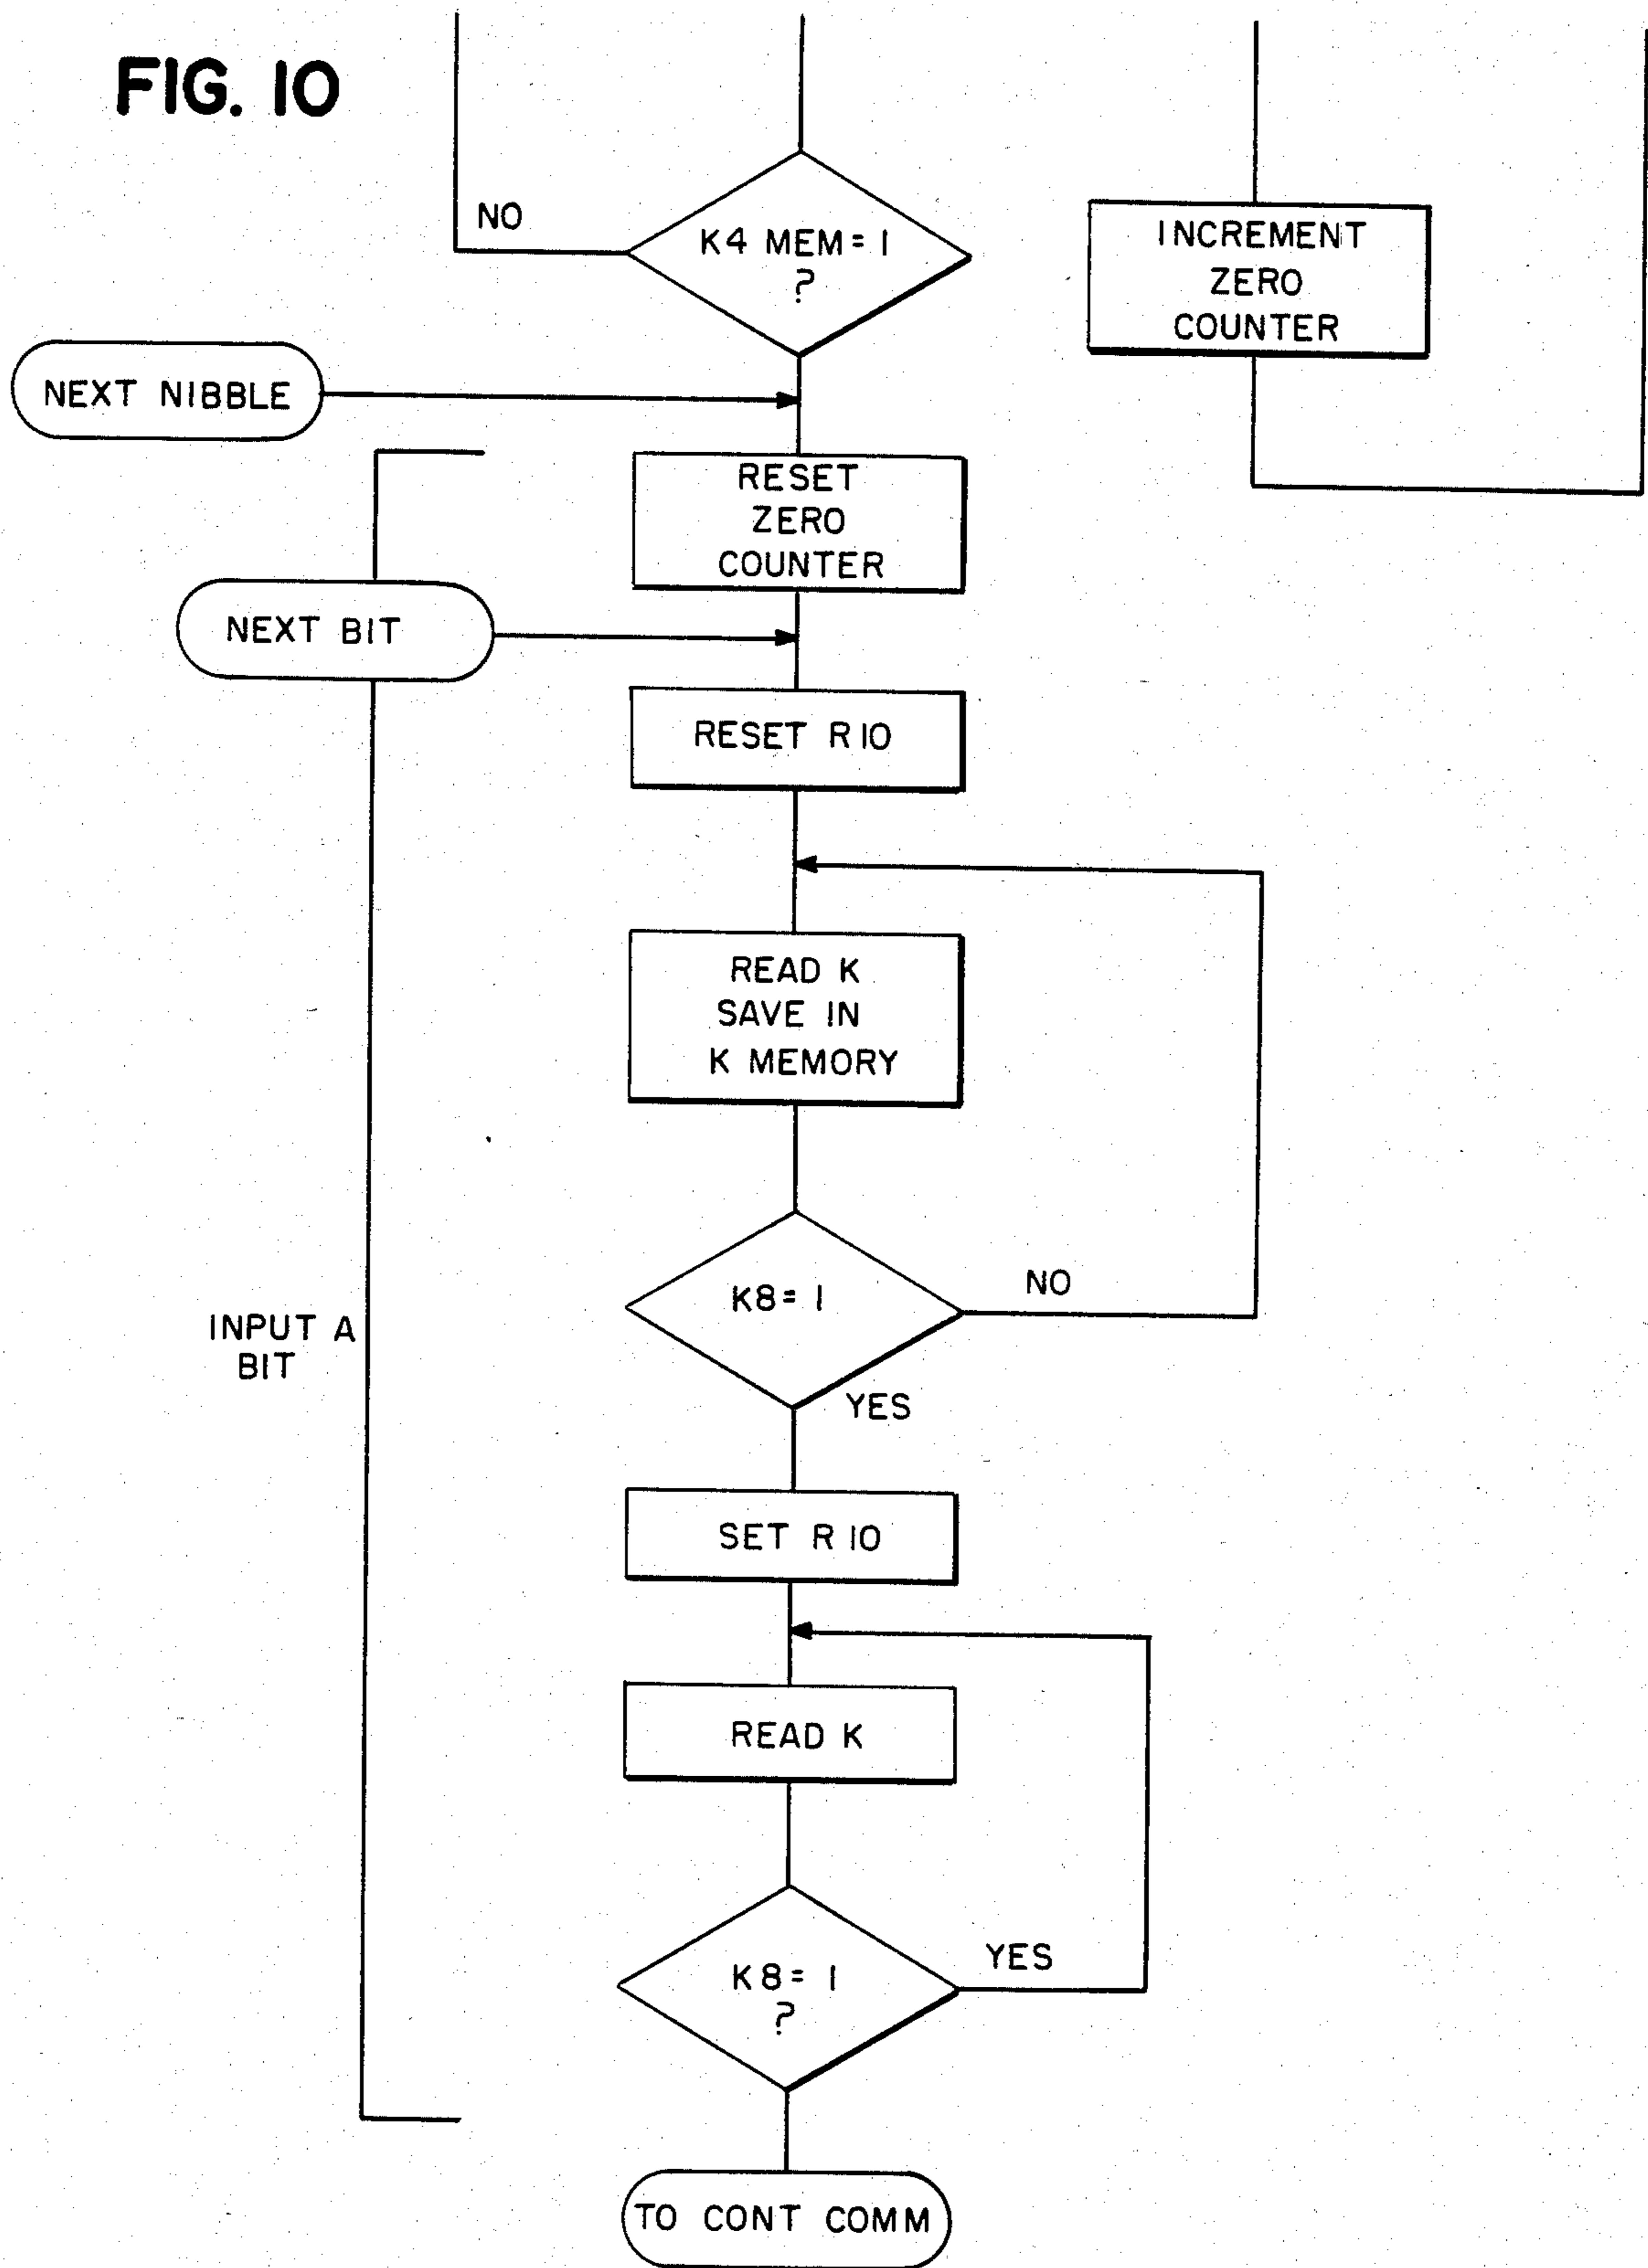 FIG. 10
NO
K4 MEM = 1
?
INCREMENT
ZERO
COUNTER
NEXT NIBBLE
RESET
ZERO
COUNTER
NEXT BIT
RESET R10
READ K
SAVE IN
K MEMORY
K8 = 1
NO
INPUT A
BIT
YES
SET R10
READ K
YES
K8 = 1
?
TO CONT COMM